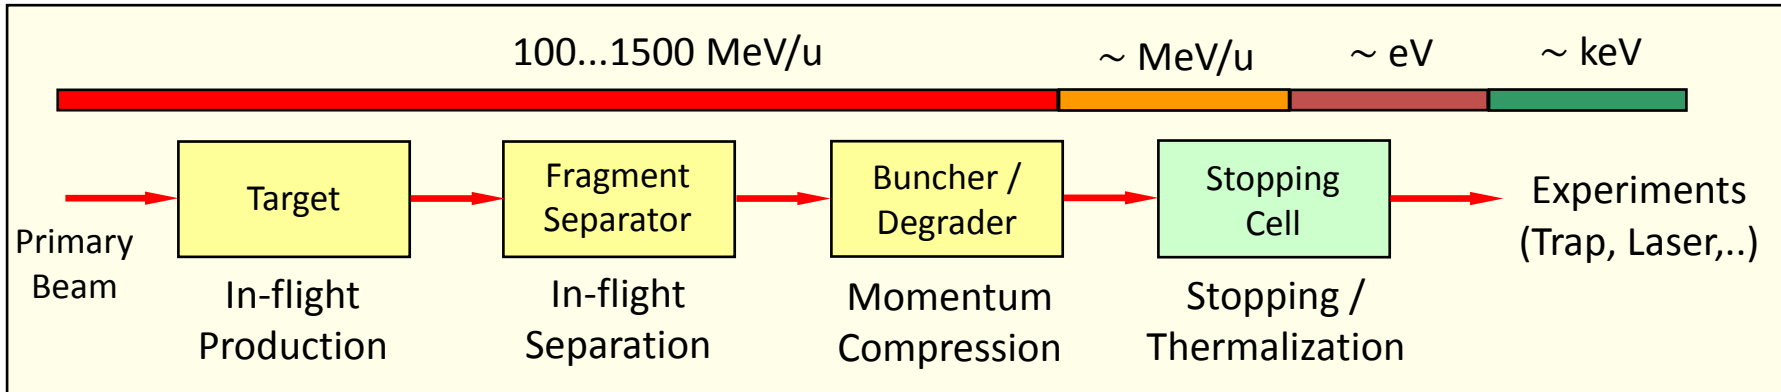 100...1500 MeV/u
~ MeV/u
~ eV
~ keV
Primary
Beam
Target
In-flight
Production
Fragment
Separator
In-flight
Separation
Buncher /
Degrader
Momentum
Compression
Stopping
Cell
Stopping /
Thermalization
Experiments
(Trap, Laser,..)